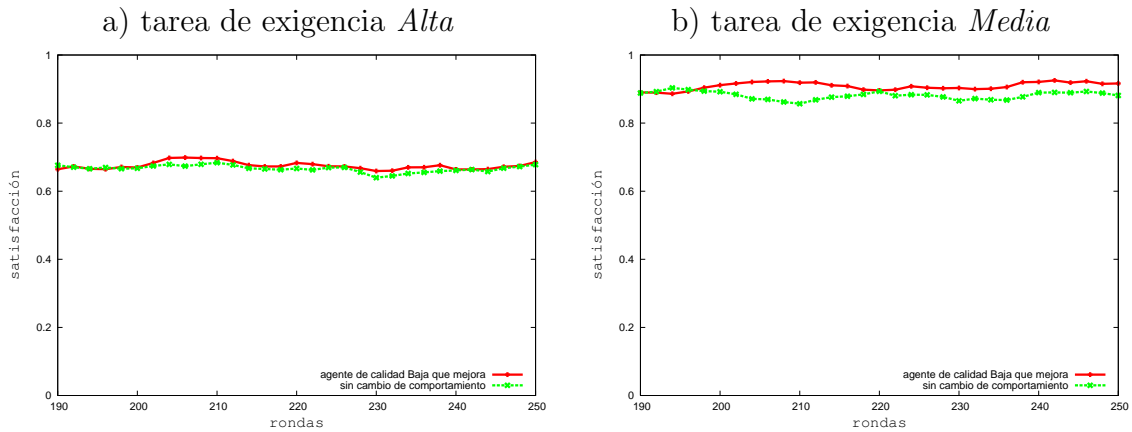 a) tarea de exigencia Alta
1
0.8
0.6
0.4
0.2
0
satisfacción
agente de calidad Baja que mejora
sin cambio de comportamiento
190 200 210 220 230 240 250
rondas
b) tarea de exigencia Media
1
0.8
0.6
0.4
0.2
0
satisfacción
agente de calidad Baja que mejora
sin cambio de comportamiento
190 200 210 220 230 240 250
rondas